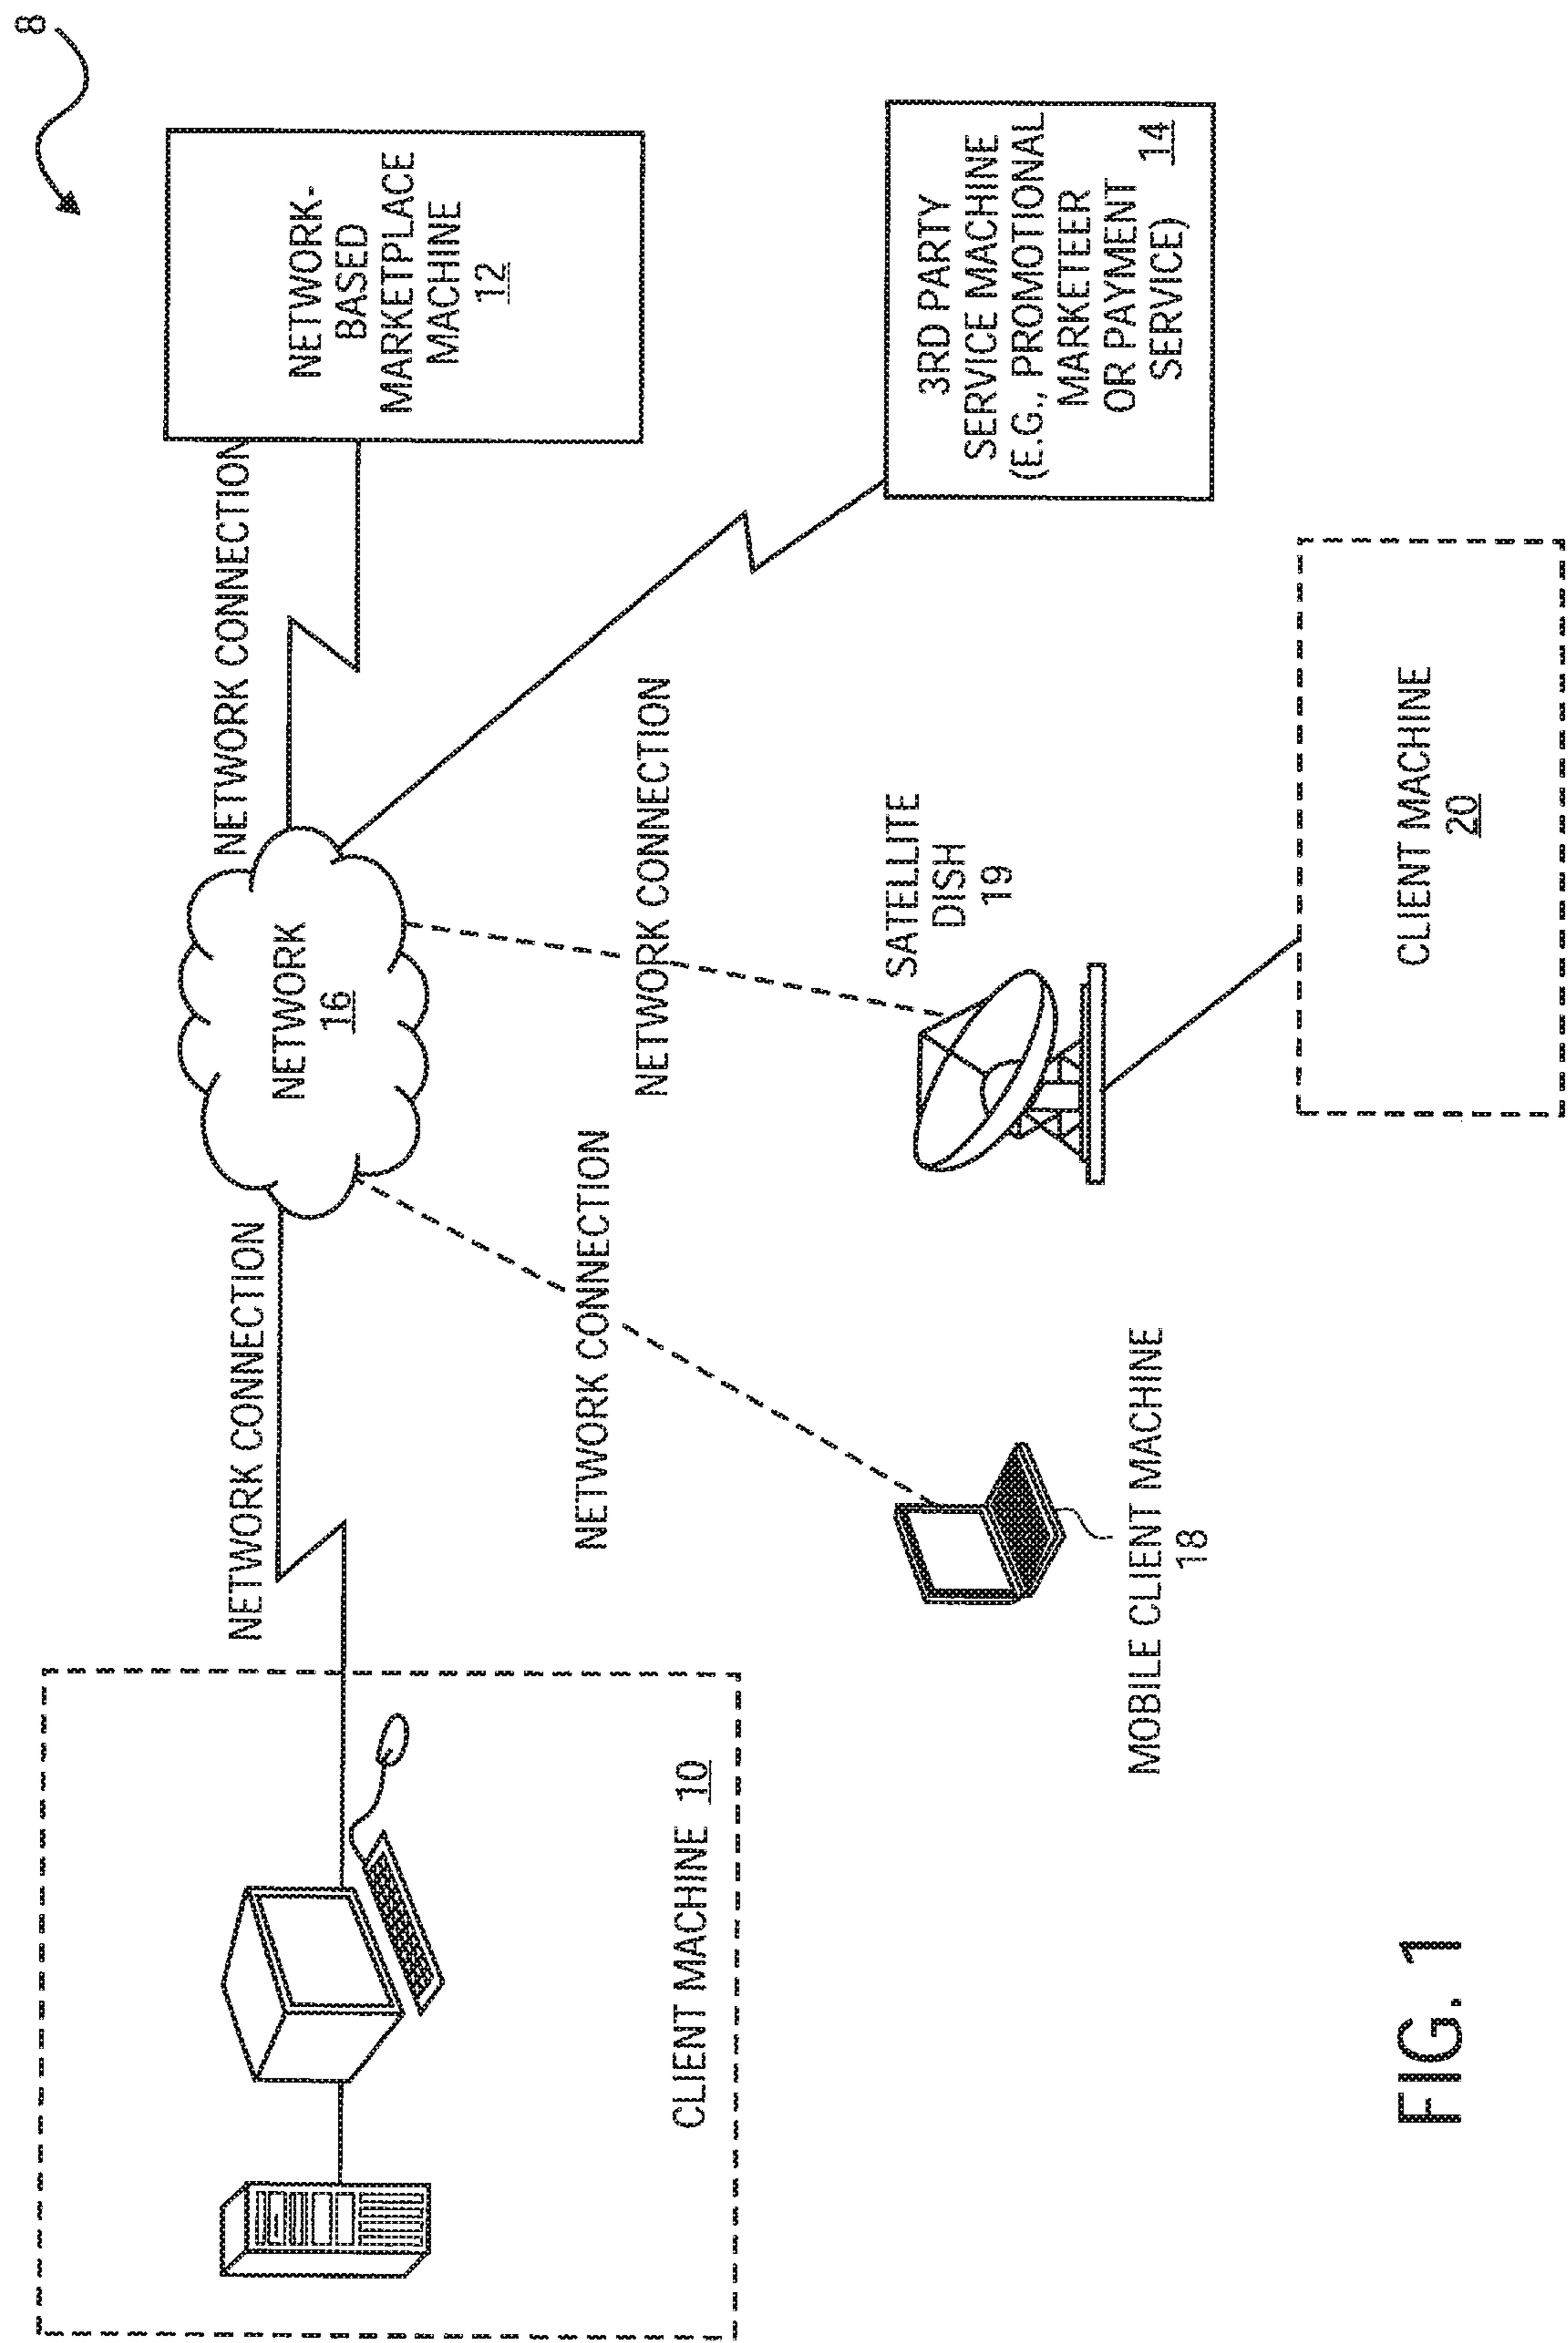 8
NETWORK-
BASED
MARKETPLACE
MACHINE
12
NETWORK CONNECTION
NETWORK
16
NETWORK CONNECTION
CLIENT MACHINE 10
3RD PARTY
SERVICE MACHINE
(E.G., PROMOTIONAL
MARKETEER
OR PAYMENT
SERVICE)
14
NETWORK CONNECTION
NETWORK CONNECTION
SATELLITE
DISH
19
MOBILE CLIENT MACHINE
18
CLIENT MACHINE
20
FIG. 1